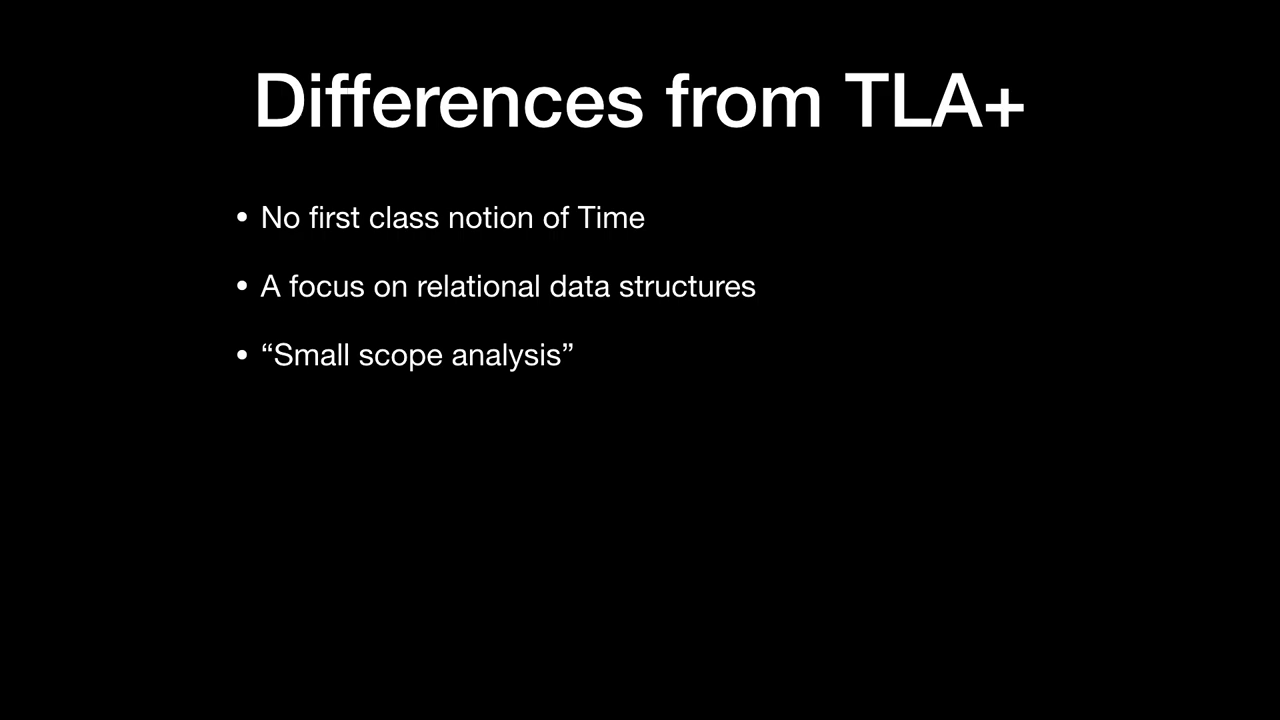 Differences from TLA+
• No first class notion of Time
• A focus on relational data structures
• “Small scope analysis”